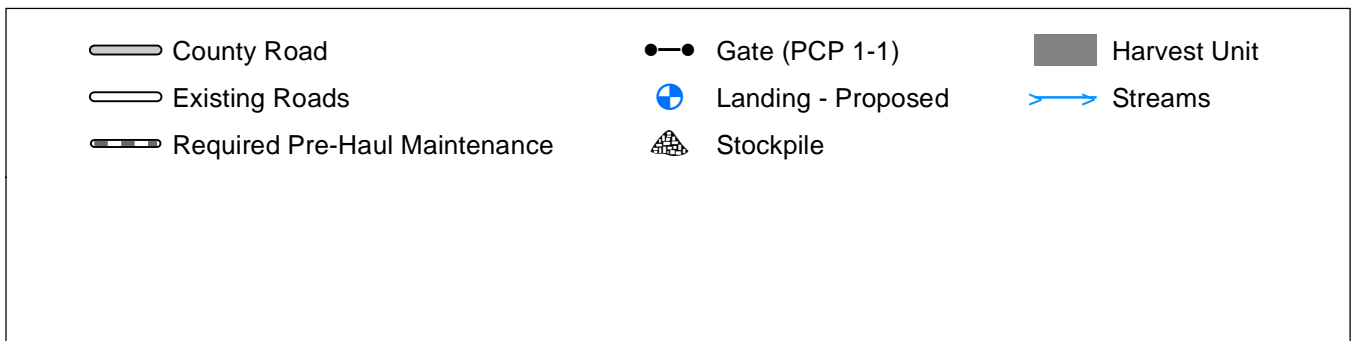 County Road
Gate (PCP 1-1)
Harvest Unit
Existing Roads
Landing - Proposed
Streams
Required Pre-Haul Maintenance
Stockpile